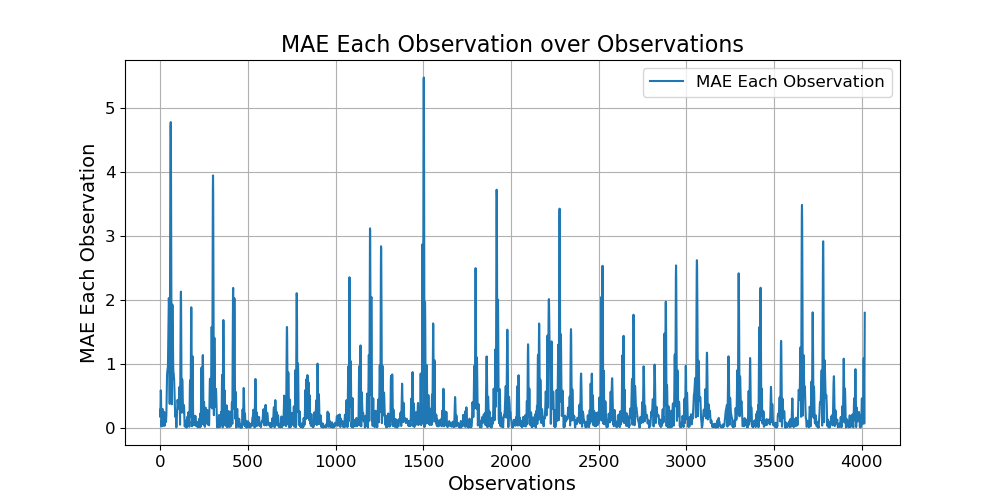 MAE Each Observation over Observations
MAE Each Observation
MAE Each Observation
5
4
3
2
1
0
0 500 1000 1500 2000 2500 3000 3500 4000
Observations